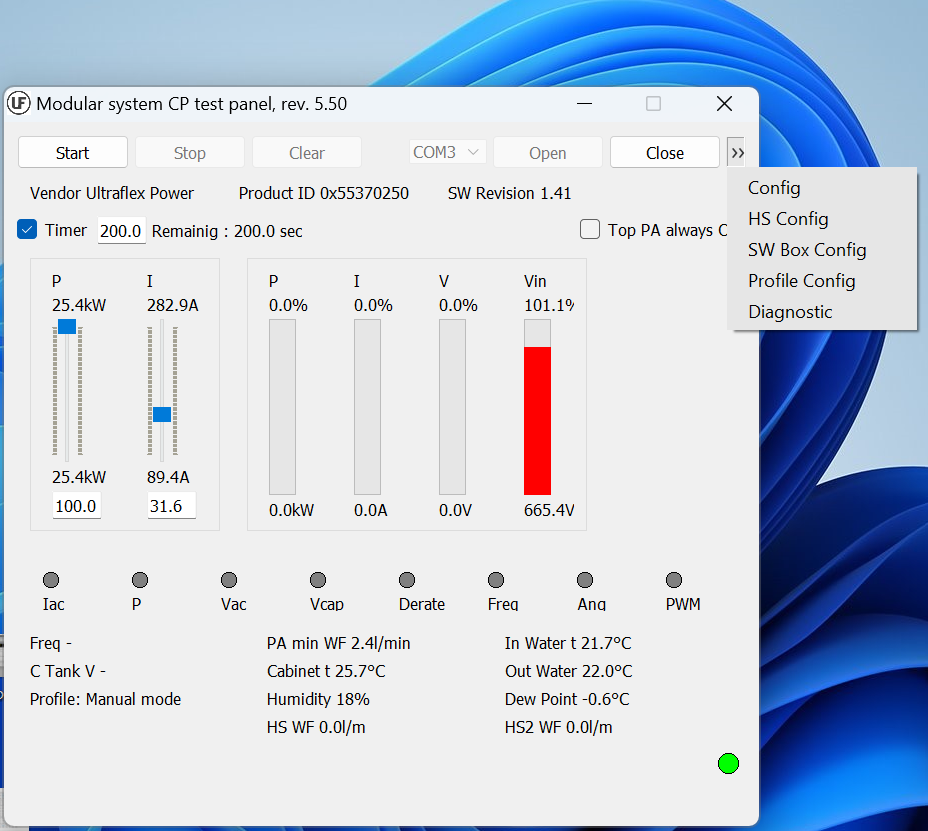 UF Modular system CP test panel, rev. 5.50
Start Stop Clear COM3 Open Close >>
Vendor Ultraflex Power Product ID 0x55370250 SW Revision 1.41
Timer 200.0 Remainig : 200.0 sec Top PA always
Config
HS Config
SW Box Config
Profile Config
Diagnostic
P I P I V Vin
25.4kW 282.9A 0.0% 0.0% 0.0% 101.1%
25.4kW 89.4A
100.0 31.6 0.0kW 0.0A 0.0V 665.4V
Iac P Vac Vcap Derate Freq Ang PWM
Freq - PA min WF 2.4l/min In Water t 21.7°C
C Tank V - Cabinet t 25.7°C Out Water 22.0°C
Profile: Manual mode Humidity 18% Dew Point -0.6°C
HS WF 0.0l/m HS2 WF 0.0l/m